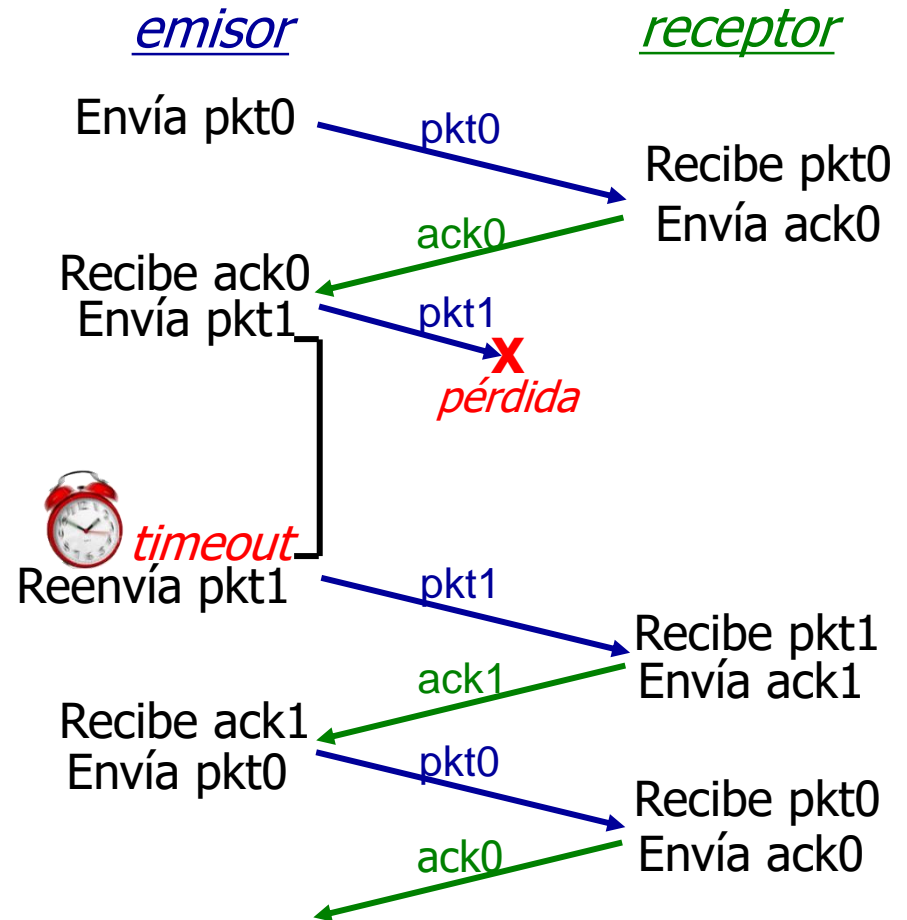 emisor
receptor
Envía pkt0
pkt0
Recibe pkt0
Envía ack0
ack0
Recibe ack0
Envía pkt1
pkt1
X
pérdida
timeout
Reenvía pkt1
pkt1
Recibe pkt1
Envía ack1
ack1
Recibe ack1
Envía pkt0
pkt0
Recibe pkt0
Envía ack0
ack0